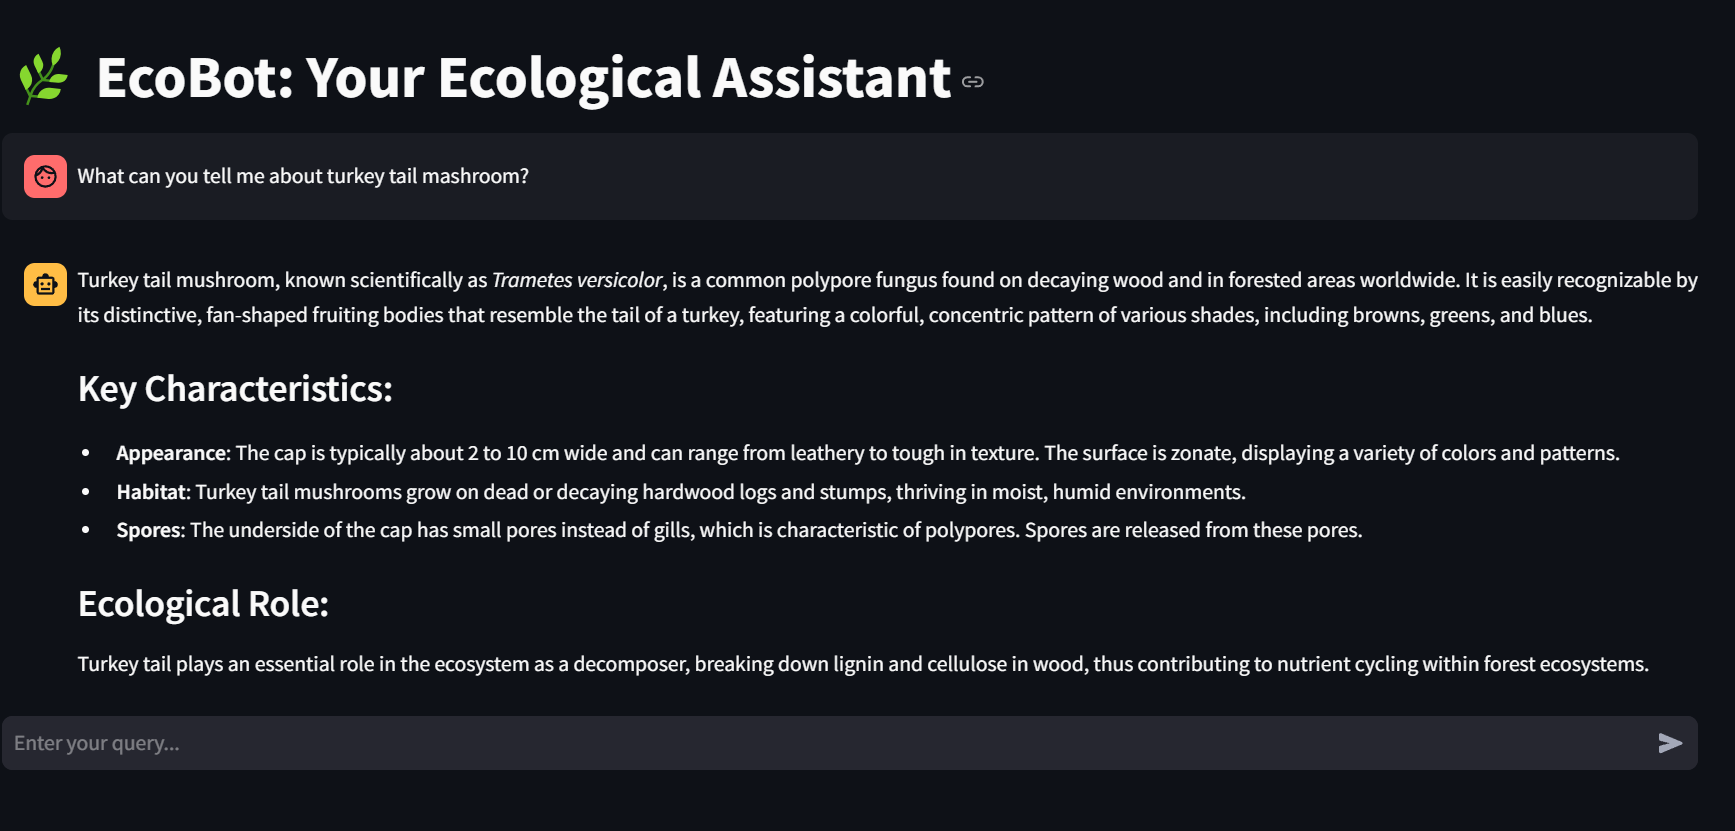 EcoBot: Your Ecological Assistant
What can you tell me about turkey tail mashroom?
Turkey tail mushroom, known scientifically as Trametes versicolor, is a common polypore fungus found on decaying wood and in forested areas worldwide. It is easily recognizable by
its distinctive, fan-shaped fruiting bodies that resemble the tail of a turkey, featuring a colorful, concentric pattern of various shades, including browns, greens, and blues.
Key Characteristics:
• Appearance: The cap is typically about 2 to 10 cm wide and can range from leathery to tough in texture. The surface is zonate, displaying a variety of colors and patterns.
• Habitat: Turkey tail mushrooms grow on dead or decaying hardwood logs and stumps, thriving in moist, humid environments.
• Spores: The underside of the cap has small pores instead of gills, which is characteristic of polypores. Spores are released from these pores.
Ecological Role:
Turkey tail plays an essential role in the ecosystem as a decomposer, breaking down lignin and cellulose in wood, thus contributing to nutrient cycling within forest ecosystems.
Enter your query...